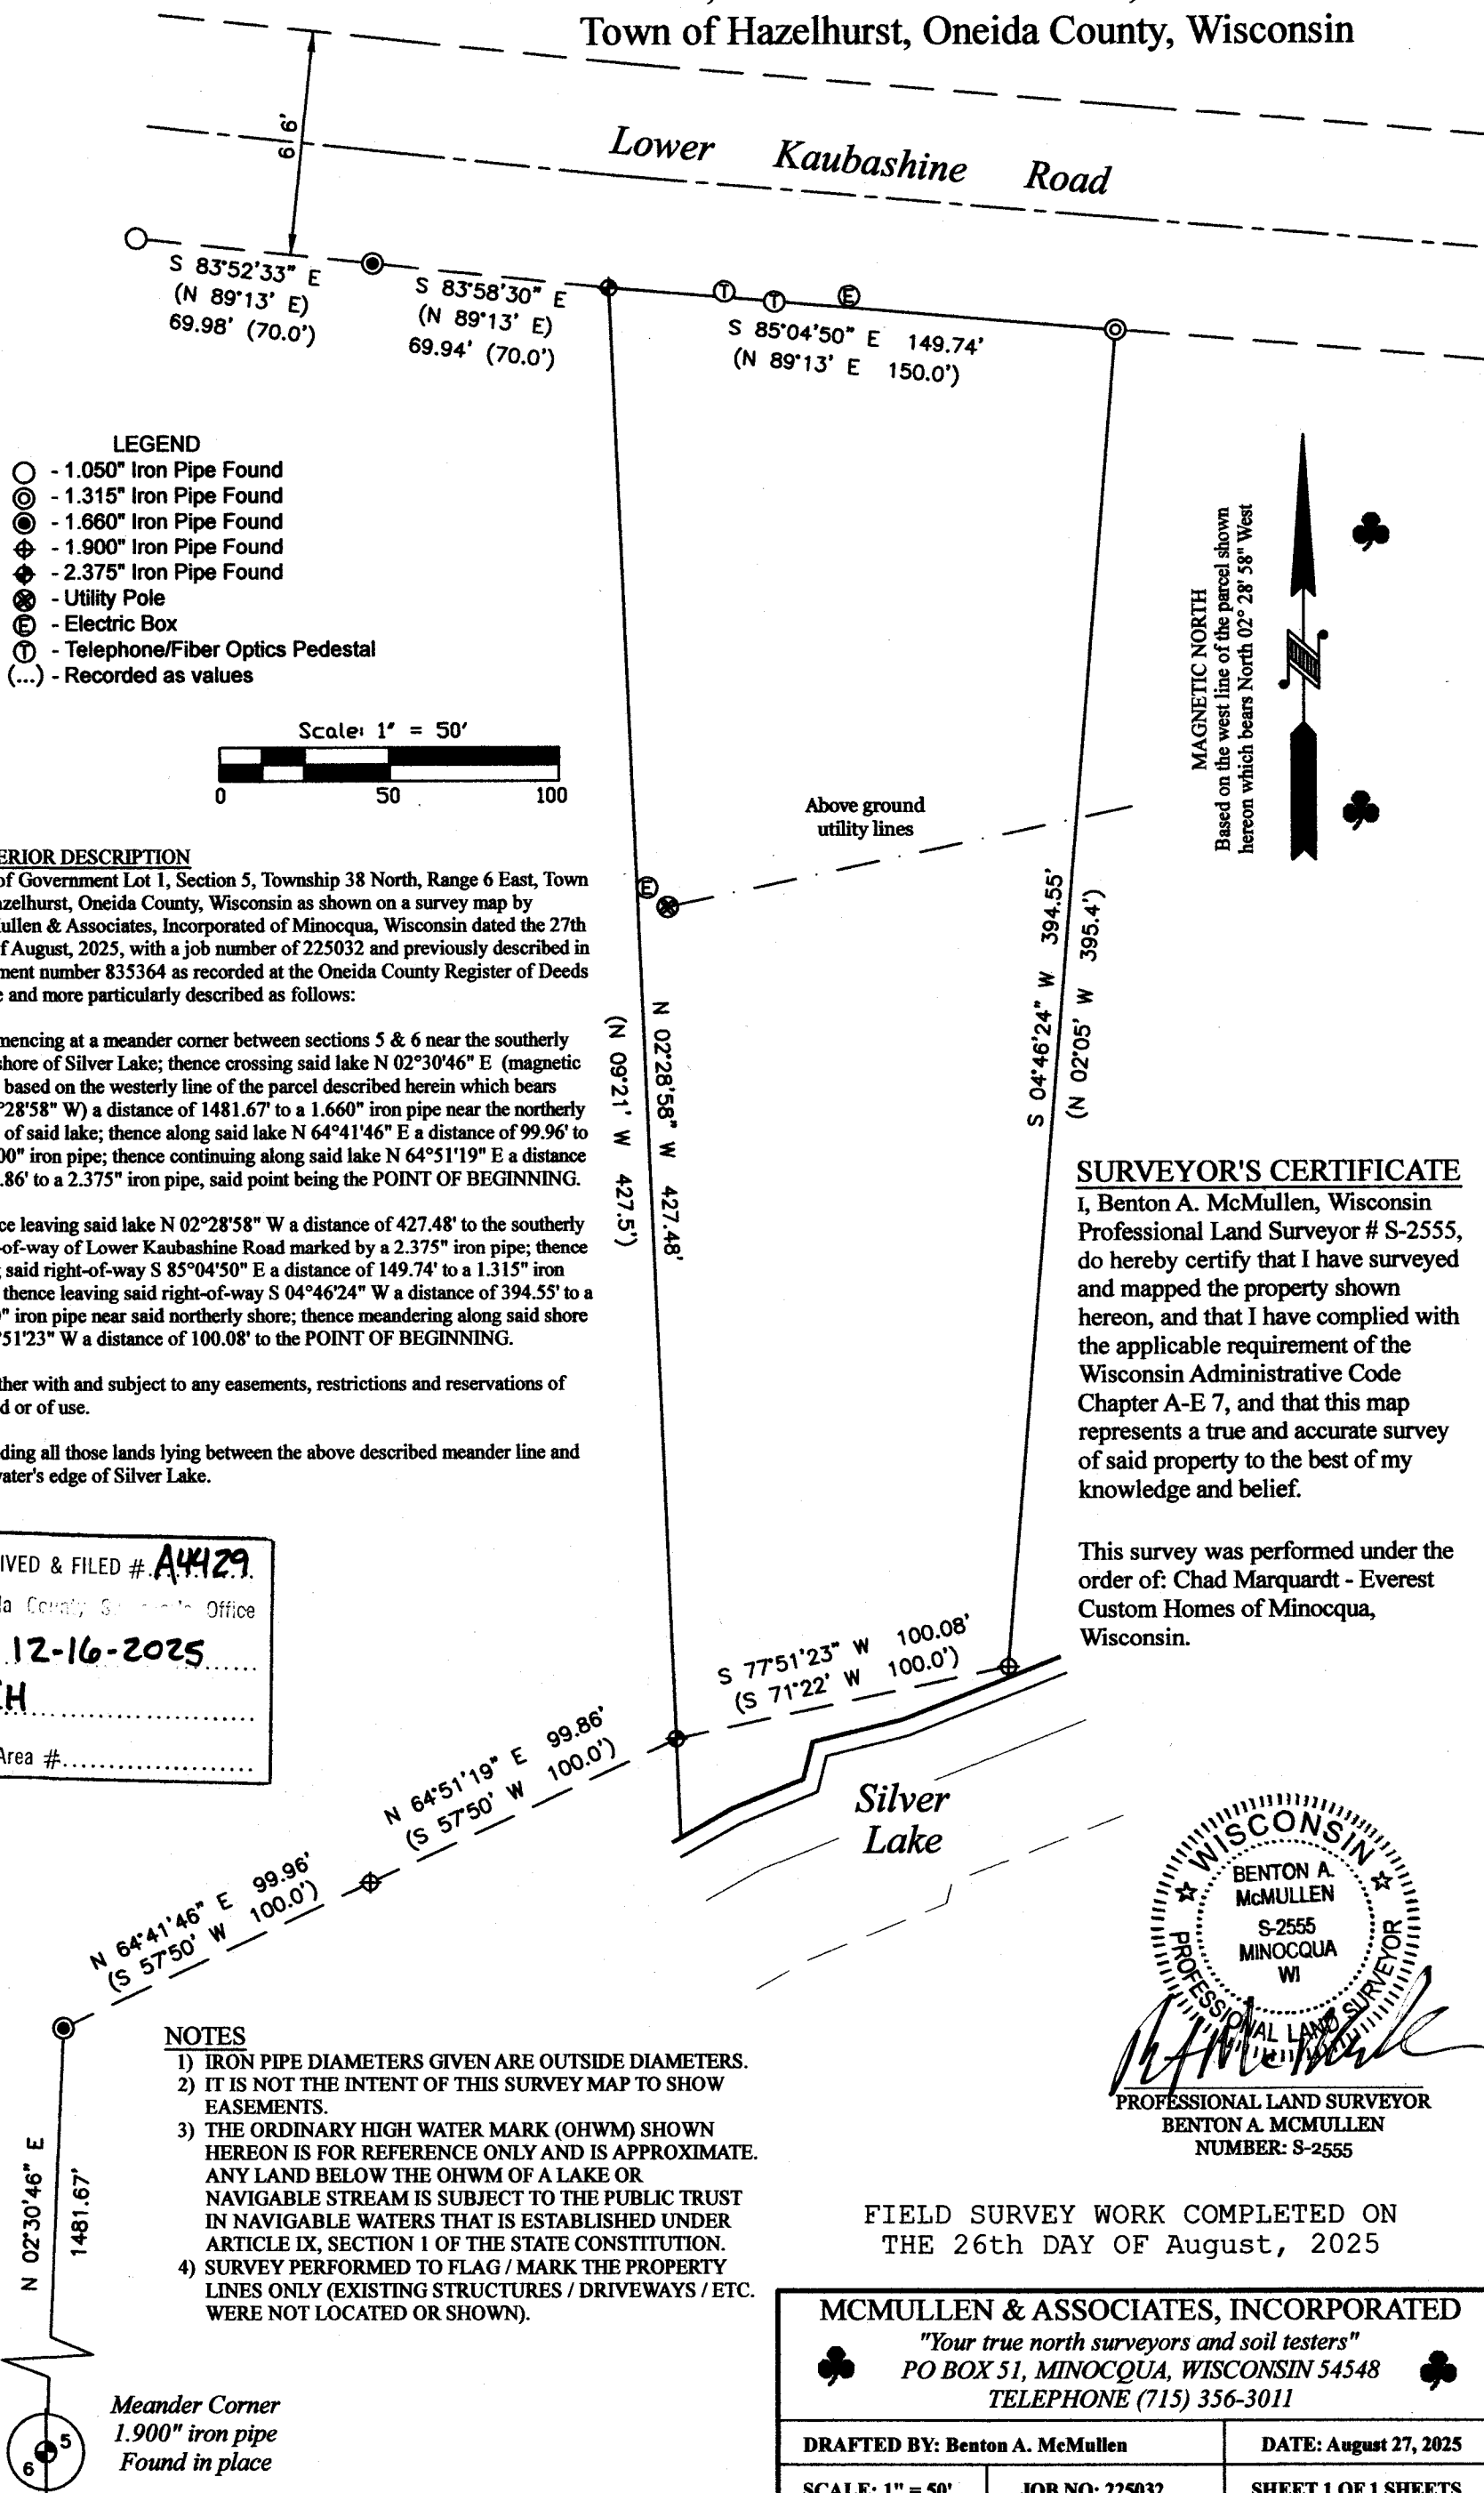 Town of Hazelhurst, Oneida County, Wisconsin
66'
Lower Kaubashine Road
S 83°52'33" E
(N 89°13' E)
69.98' (70.0')
S 83°58'30" E
(N 89°13' E)
69.94' (70.0')
S 85°04'50" E 149.74'
(N 89°13' E 150.0')
LEGEND
- 1.050" Iron Pipe Found
- 1.315" Iron Pipe Found
- 1.660" Iron Pipe Found
- 1.900" Iron Pipe Found
- 2.375" Iron Pipe Found
- Utility Pole
E - Electric Box
T - Telephone/Fiber Optics Pedestal
(...) - Recorded as values
Scale: 1" = 50'
0 50 100
MAGNETIC NORTH
Based on the west line of the parcel shown
hereon which bears North 02° 28' 58" West
N
T
T
E
Above ground
utility lines
E
N 02°28'58" W 427.48'
(N 09°21' W 427.5')
S 04°46'24" W 394.55'
(N 02°05' W 395.4')
ERIOR DESCRIPTION
of Government Lot 1, Section 5, Township 38 North, Range 6 East, Town
azelhurst, Oneida County, Wisconsin as shown on a survey map by
ullen & Associates, Incorporated of Minocqua, Wisconsin dated the 27th
f August, 2025, with a job number of 225032 and previously described in
ment number 835364 as recorded at the Oneida County Register of Deeds
e and more particularly described as follows:
mencing at a meander corner between sections 5 & 6 near the southerly
shore of Silver Lake; thence crossing said lake N 02°30'46" E (magnetic
based on the westerly line of the parcel described herein which bears
°28'58" W) a distance of 1481.67' to a 1.660" iron pipe near the northerly
of said lake; thence along said lake N 64°41'46" E a distance of 99.96' to
00" iron pipe; thence continuing along said lake N 64°51'19" E a distance
.86' to a 2.375" iron pipe, said point being the POINT OF BEGINNING.
ce leaving said lake N 02°28'58" W a distance of 427.48' to the southerly
-of-way of Lower Kaubashine Road marked by a 2.375" iron pipe; thence
said right-of-way S 85°04'50" E a distance of 149.74' to a 1.315" iron
thence leaving said right-of-way S 04°46'24" W a distance of 394.55' to a
" iron pipe near said northerly shore; thence meandering along said shore
°51'23" W a distance of 100.08' to the POINT OF BEGINNING.
ther with and subject to any easements, restrictions and reservations of
d or of use.
ding all those lands lying between the above described meander line and
vater's edge of Silver Lake.
SURVEYOR'S CERTIFICATE
I, Benton A. McMullen, Wisconsin
Professional Land Surveyor # S-2555,
do hereby certify that I have surveyed
and mapped the property shown
hereon, and that I have complied with
the applicable requirement of the
Wisconsin Administrative Code
Chapter A-E 7, and that this map
represents a true and accurate survey
of said property to the best of my
knowledge and belief.
This survey was performed under the
order of: Chad Marquardt - Everest
Custom Homes of Minocqua,
Wisconsin.
IVED & FILED # A4429
da County Office
12-16-2025
Area #
S 77°51'23" W 100.08'
(S 71°22' W 100.0')
N 64°51'19" E 99.86'
(S 57°50' W 100.0')
N 64°41'46" E 99.96'
(S 57°50' W 100.0')
Silver
Lake
N 02°30'46" E
1481.67'
NOTES
1) IRON PIPE DIAMETERS GIVEN ARE OUTSIDE DIAMETERS.
2) IT IS NOT THE INTENT OF THIS SURVEY MAP TO SHOW
EASEMENTS.
3) THE ORDINARY HIGH WATER MARK (OHWM) SHOWN
HEREON IS FOR REFERENCE ONLY AND IS APPROXIMATE.
ANY LAND BELOW THE OHWM OF A LAKE OR
NAVIGABLE STREAM IS SUBJECT TO THE PUBLIC TRUST
IN NAVIGABLE WATERS THAT IS ESTABLISHED UNDER
ARTICLE IX, SECTION 1 OF THE STATE CONSTITUTION.
4) SURVEY PERFORMED TO FLAG / MARK THE PROPERTY
LINES ONLY (EXISTING STRUCTURES / DRIVEWAYS / ETC.
WERE NOT LOCATED OR SHOWN).
Meander Corner
1.900" iron pipe
Found in place
5
6
WISCONSIN
BENTON A.
McMULLEN
S-2555
MINOCQUA
WI
PROFESSIONAL LAND SURVEYOR
PROFESSIONAL LAND SURVEYOR
BENTON A. MCMULLEN
NUMBER: S-2555
FIELD SURVEY WORK COMPLETED ON
THE 26th DAY OF August, 2025
MCMULLEN & ASSOCIATES, INCORPORATED
"Your true north surveyors and soil testers"
PO BOX 51, MINOCQUA, WISCONSIN 54548
TELEPHONE (715) 356-3011
DRAFTED BY: Benton A. McMullen DATE: August 27, 2025
SCALE: 1" = 50' JOB NO: 225032 SHEET 1 OF 1 SHEETS